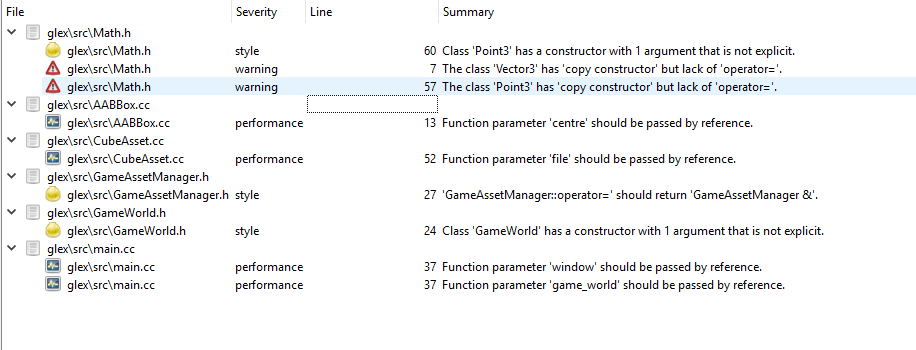 File Severity Line Summary
glex\src\Math.h
glex\src\Math.h style 60 Class 'Point3' has a constructor with 1 argument that is not explicit.
glex\src\Math.h warning 7 The class 'Vector3' has 'copy constructor' but lack of 'operator='.
glex\src\Math.h warning 57 The class 'Point3' has 'copy constructor' but lack of 'operator='.
glex\src\AABBox.cc
glex\src\AABBox.cc performance 13 Function parameter 'centre' should be passed by reference.
glex\src\CubeAsset.cc
glex\src\CubeAsset.cc performance 52 Function parameter 'file' should be passed by reference.
glex\src\GameAssetManager.h
glex\src\GameAssetManager.h style 27 'GameAssetManager::operator=' should return 'GameAssetManager &'.
glex\src\GameWorld.h
glex\src\GameWorld.h style 24 Class 'GameWorld' has a constructor with 1 argument that is not explicit.
glex\src\main.cc
glex\src\main.cc performance 37 Function parameter 'window' should be passed by reference.
glex\src\main.cc performance 37 Function parameter 'game_world' should be passed by reference.